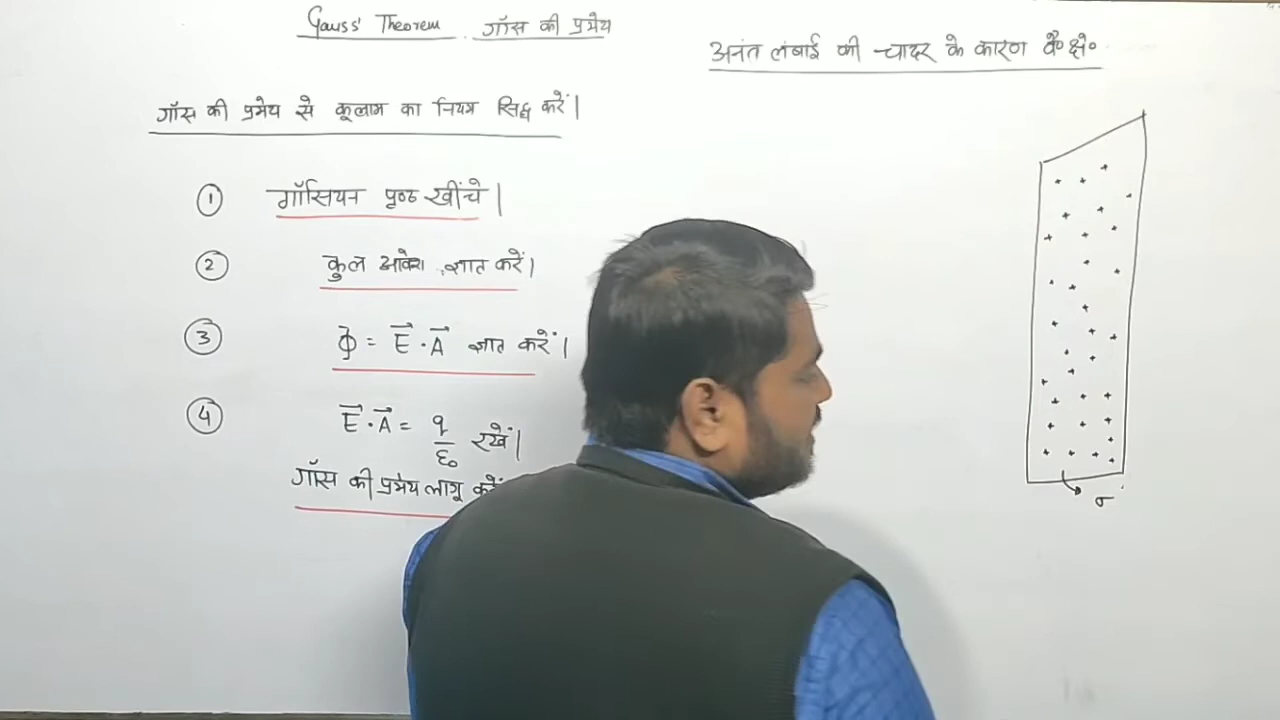 Gauss' Theorem गॉस की प्रमेय
अनंत लंबाई की चादर के कारण वै० क्षे०
गॉस की प्रमेय से कूलाम का नियम सिद्ध करें|
① गॉसियन पृष्ठ खींचे|
② कुल आवेश ज्ञात करें|
③ ϕ = E⃗ · A⃗ ज्ञात करें|
④ E⃗ · A⃗ = q/ε₀ रखें|
गॉस की प्रमेय लागू करें
σ